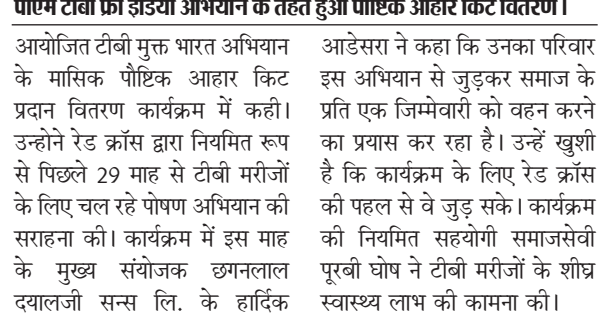 पीएम टीबी फ्री इंडिया अभियान के तहत हुआ पौष्टिक आहार किट वितरण।
आयोजित टीबी मुक्त भारत अभियान
के मासिक पौष्टिक आहार किट
प्रदान वितरण कार्यक्रम में कही।
उन्होने रेड क्रॉस द्वारा नियमित रूप
से पिछले 29 माह से टीबी मरीजों
के लिए चल रहे पोषण अभियान की
सराहना की। कार्यक्रम में इस माह
के मुख्य संयोजक छगनलाल
दयालजी सन्स लि. के हार्दिक
आडेसरा ने कहा कि उनका परिवार
इस अभियान से जुड़कर समाज के
प्रति एक जिम्मेवारी को वहन करने
का प्रयास कर रहा है। उन्हें खुशी
है कि कार्यक्रम के लिए रेड क्रॉस
की पहल से वे जुड़ सके। कार्यक्रम
की नियमित सहयोगी समाजसेवी
पूरबी घोष ने टीबी मरीजों के शीघ्र
स्वास्थ्य लाभ की कामना की।